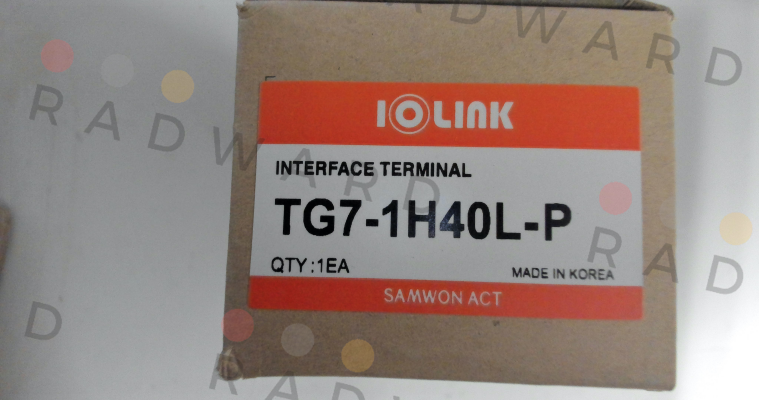 RADWARD
IOLINK
INTERFACE TERMINAL
TG7-1H40L-P
QTY : 1EA
MADE IN KOREA
SAMWON ACT